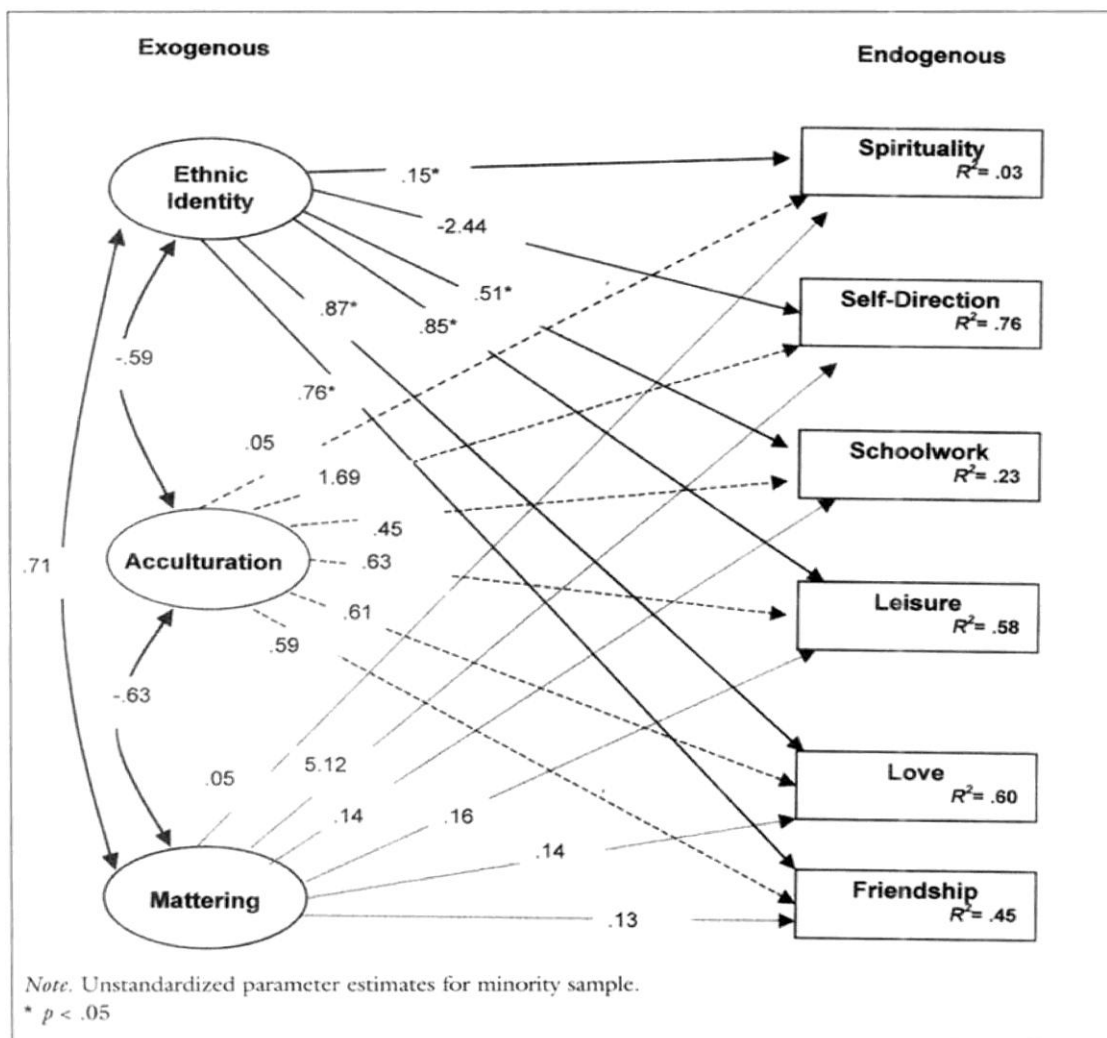 Exogenous
Endogenous
Ethnic
Identity
Spirituality
R²= .03
.15*
-2.44
Self-Direction
R²= .76
.51*
.87*
.85*
-.59
.76*
Schoolwork
R²= .23
.05
1.69
.45
.71
Acculturation
.63
Leisure
R²= .58
.61
.59
-.63
.05
5.12
.14
.16
Love
R²= .60
.14
Mattering
.13
Friendship
R²= .45
Note. Unstandardized parameter estimates for minority sample.
* p < .05